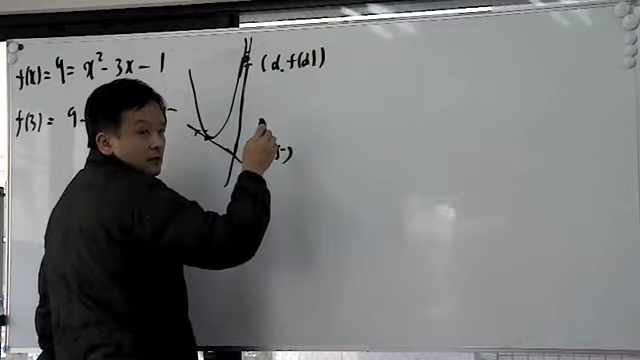 f(x) = y = x² - 3x - 1
(d, f(d))
f(3) = 9 -